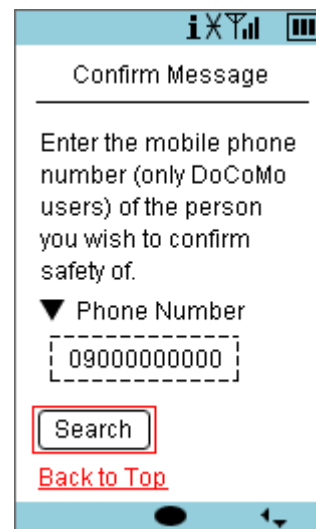 Confirm Message
Enter the mobile phone
number (only DoCoMo
users) of the person
you wish to confirm
safety of.
▼ Phone Number
09000000000
Search
Back to Top